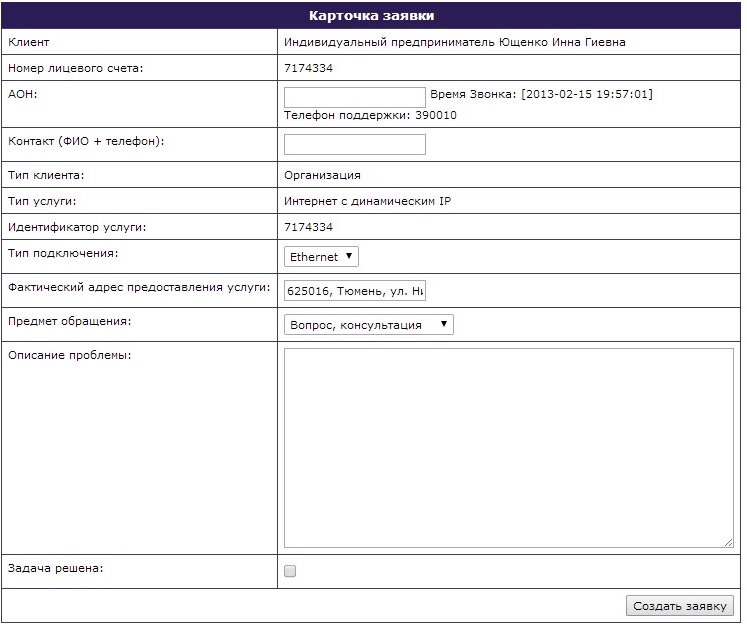 Карточка заявки
Клиент Индивидуальный предприниматель Ющенко Инна Гиевна
Номер лицевого счета: 7174334
АОН: Время Звонка: [2013-02-15 19:57:01]
Телефон поддержки: 390010
Контакт (ФИО + телефон):
Тип клиента: Организация
Тип услуги: Интернет с динамическим IP
Идентификатор услуги: 7174334
Тип подключения: Ethernet
Фактический адрес предоставления услуги: 625016, Тюмень, ул. Ни
Предмет обращения: Вопрос, консультация
Описание проблемы:
Задача решена:
Создать заявку